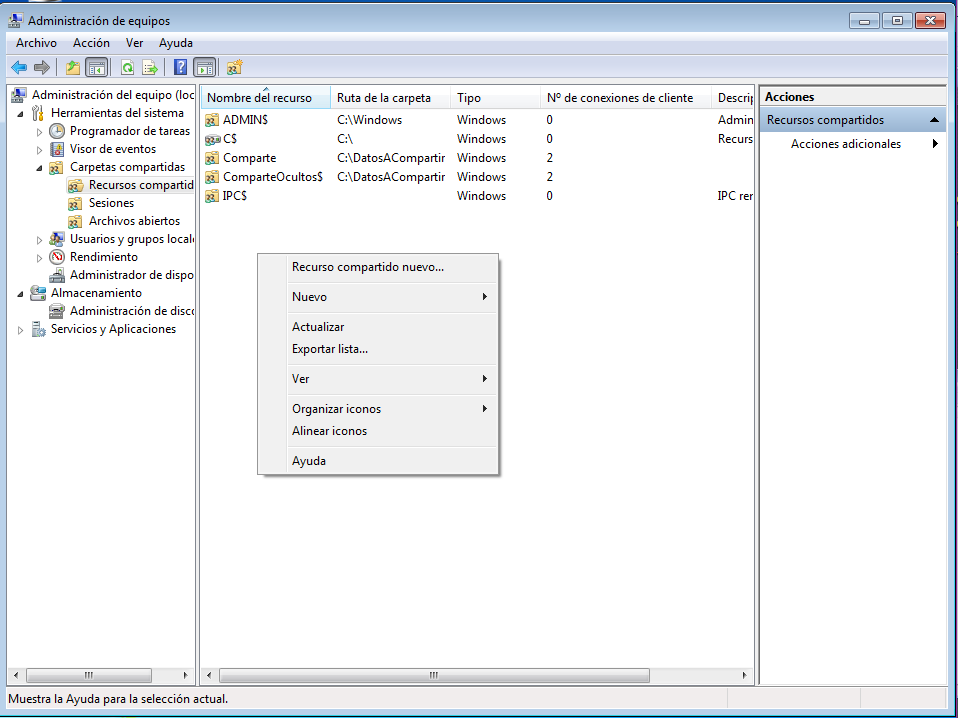 Administración de equipos
Archivo Acción Ver Ayuda
Administración del equipo (loc
Herramientas del sistema
Programador de tareas
Visor de eventos
Carpetas compartidas
Recursos compartid
Sesiones
Archivos abiertos
Usuarios y grupos locale
Rendimiento
Administrador de dispo
Almacenamiento
Administración de disco
Servicios y Aplicaciones
Nombre del recurso Ruta de la carpeta Tipo Nº de conexiones de cliente Descrip
ADMIN$ C:\Windows Windows 0 Admin
C$ C:\ Windows 0 Recurs
Comparte C:\DatosACompartir Windows 2
ComparteOcultos$ C:\DatosACompartir Windows 2
IPC$ Windows 0 IPC rer
Recurso compartido nuevo...
Nuevo
Actualizar
Exportar lista...
Ver
Organizar iconos
Alinear iconos
Ayuda
Acciones
Recursos compartidos
Acciones adicionales
Muestra la Ayuda para la selección actual.